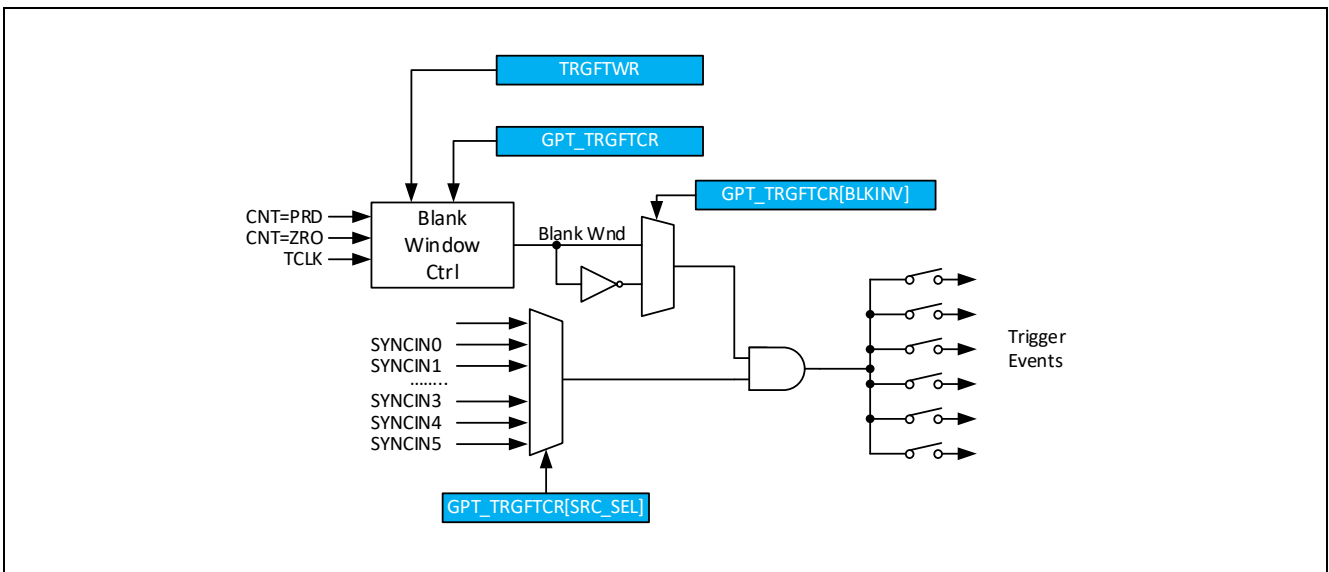 TRGFTWR
GPT_TRGFTCR
GPT_TRGFTCR[BLKINV]
CNT=PRD
CNT=ZRO
TCLK
Blank
Window
Ctrl
Blank Wnd
SYNCIN0
SYNCIN1
........
SYNCIN3
SYNCIN4
SYNCIN5
Trigger
Events
GPT_TRGFTCR[SRC_SEL]